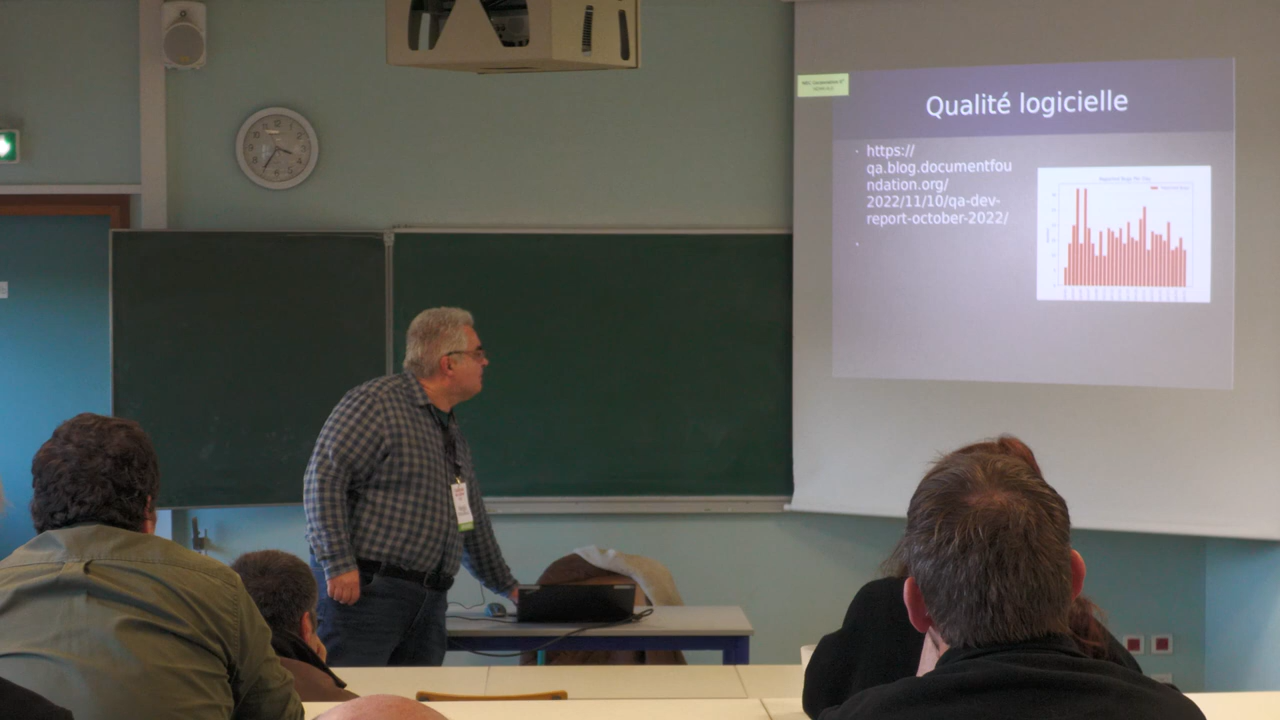 Qualité logicielle
https://
qa.blog.documentfou
ndation.org/
2022/11/10/qa-dev-
report-october-2022/